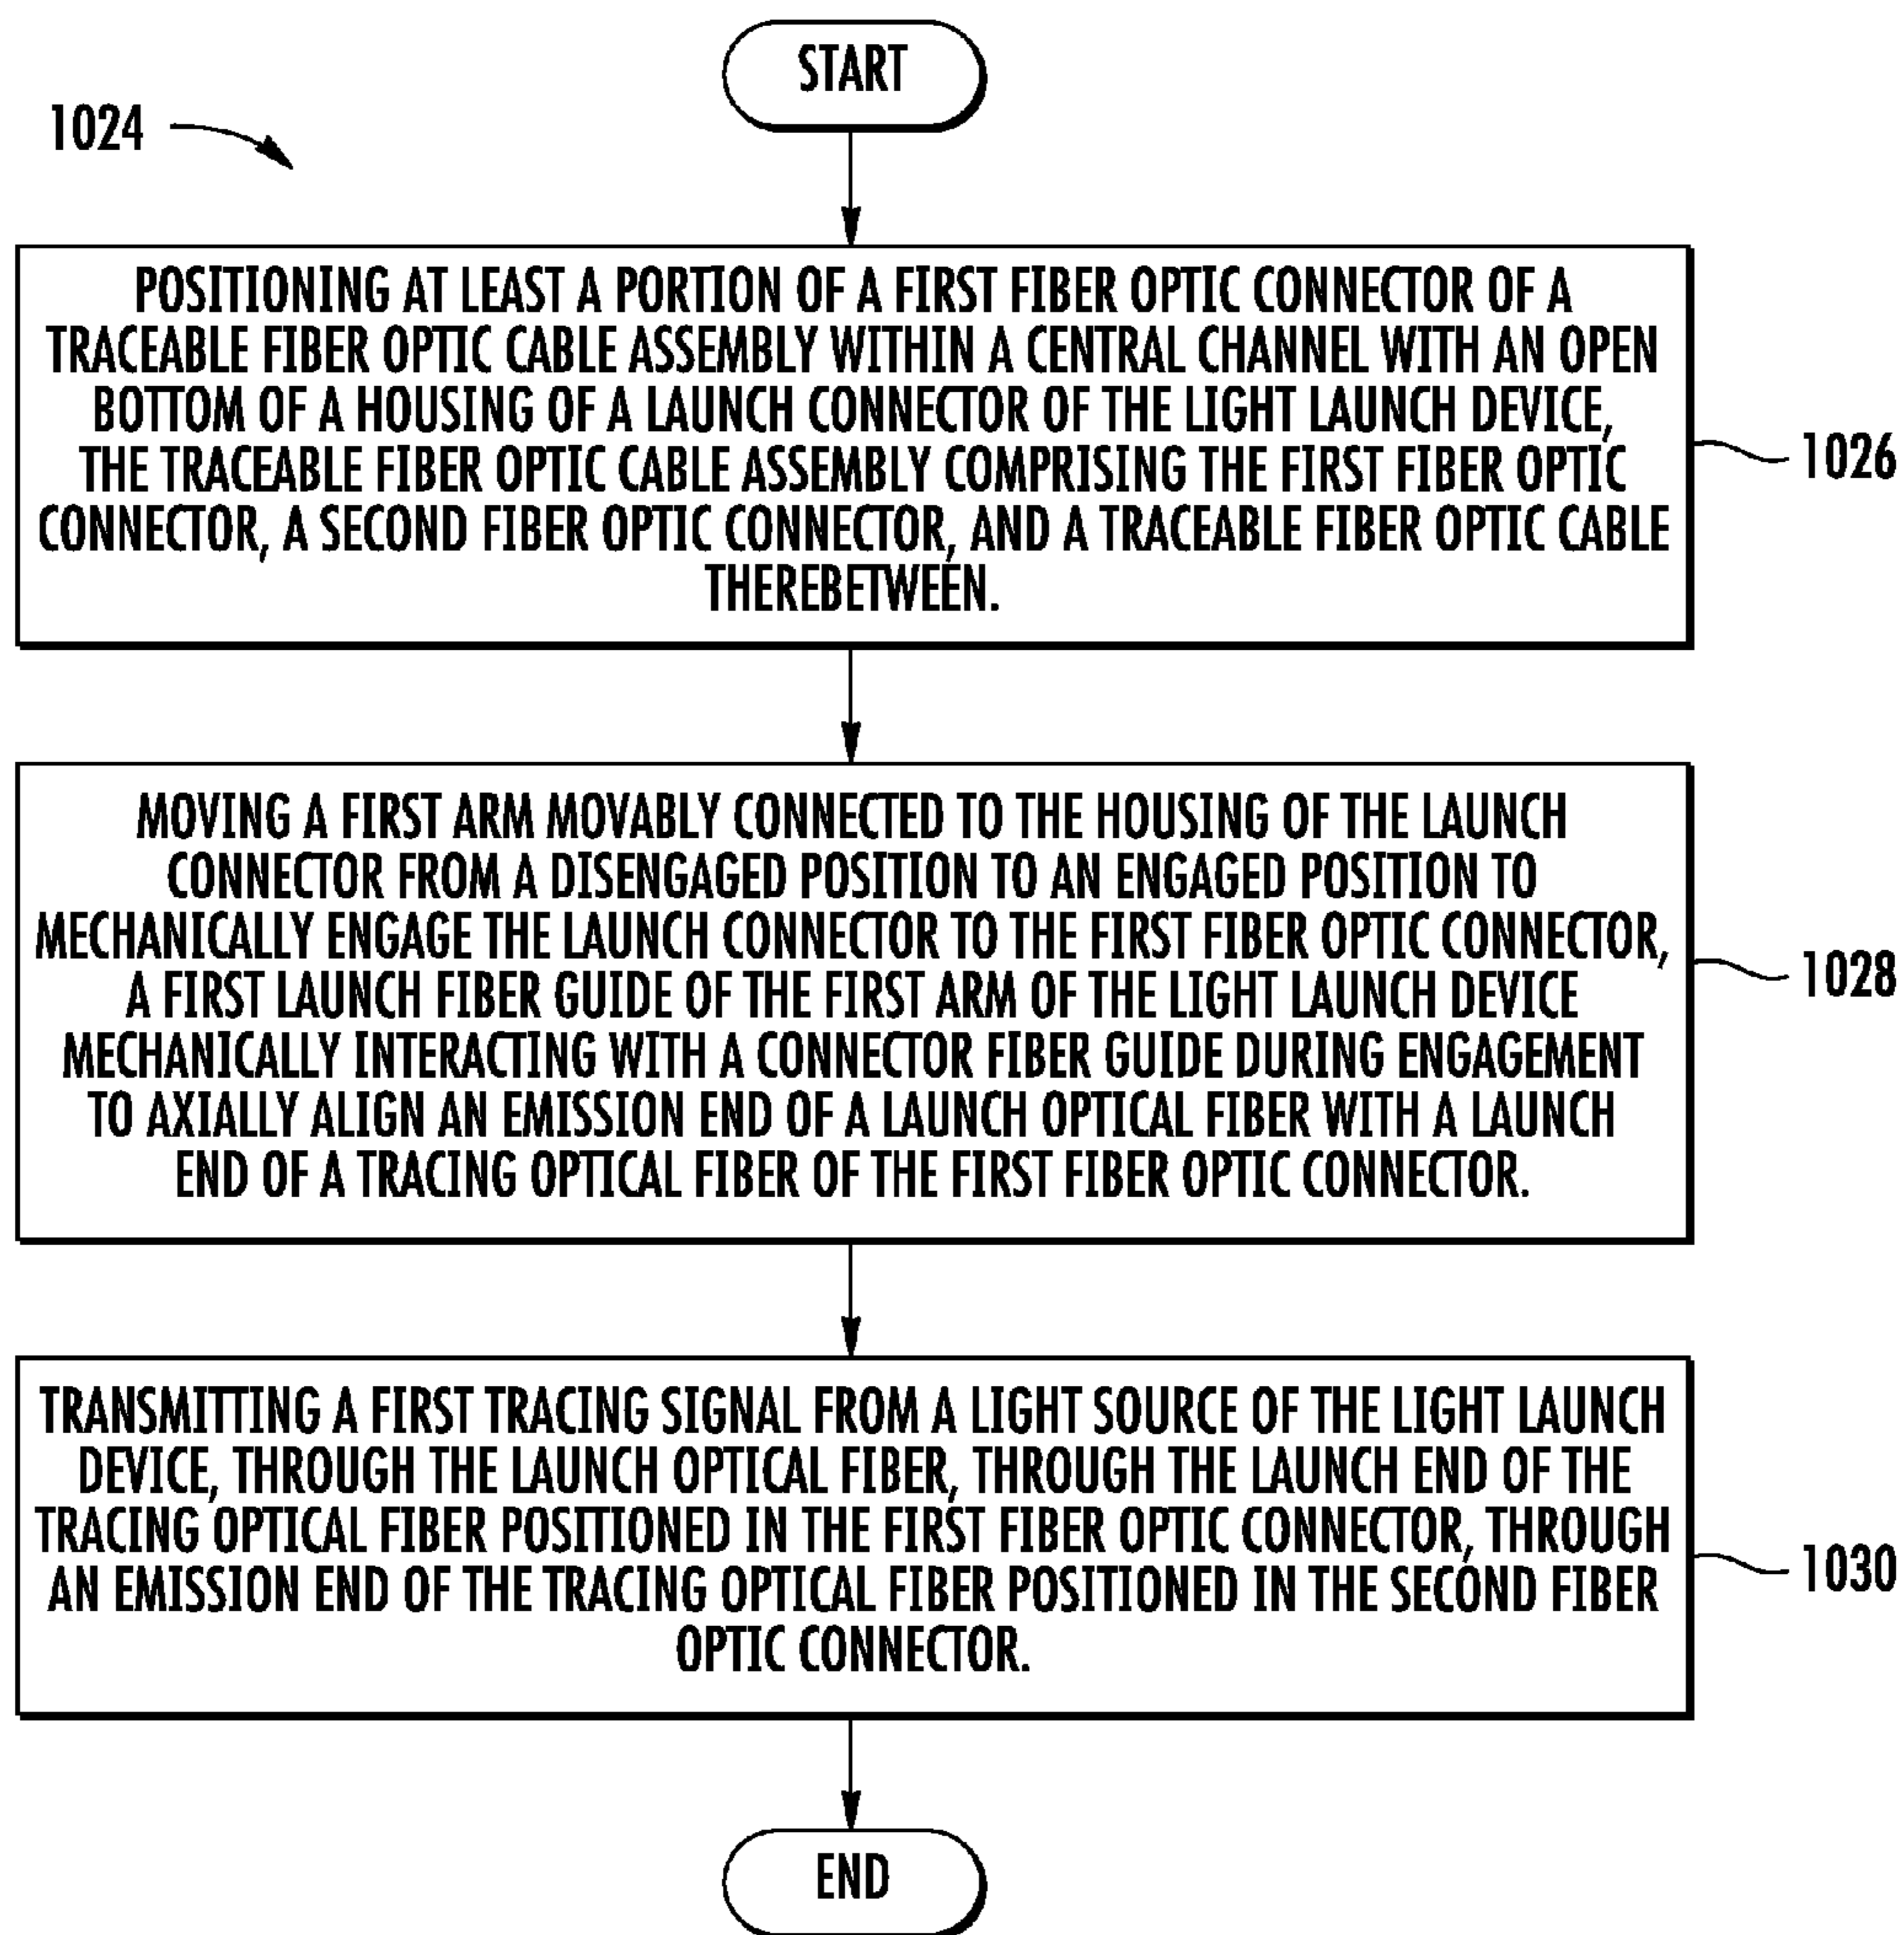 START
1024
POSITIONING AT LEAST A PORTION OF A FIRST FIBER OPTIC CONNECTOR OF A
TRACEABLE FIBER OPTIC CABLE ASSEMBLY WITHIN A CENTRAL CHANNEL WITH AN OPEN
BOTTOM OF A HOUSING OF A LAUNCH CONNECTOR OF THE LIGHT LAUNCH DEVICE,
THE TRACEABLE FIBER OPTIC CABLE ASSEMBLY COMPRISING THE FIRST FIBER OPTIC
CONNECTOR, A SECOND FIBER OPTIC CONNECTOR, AND A TRACEABLE FIBER OPTIC CABLE
THEREBETWEEN.
1026
MOVING A FIRST ARM MOVABLY CONNECTED TO THE HOUSING OF THE LAUNCH
CONNECTOR FROM A DISENGAGED POSITION TO AN ENGAGED POSITION TO
MECHANICALLY ENGAGE THE LAUNCH CONNECTOR TO THE FIRST FIBER OPTIC CONNECTOR,
A FIRST LAUNCH FIBER GUIDE OF THE FIRST ARM OF THE LIGHT LAUNCH DEVICE
MECHANICALLY INTERACTING WITH A CONNECTOR FIBER GUIDE DURING ENGAGEMENT
TO AXIALLY ALIGN AN EMISSION END OF A LAUNCH OPTICAL FIBER WITH A LAUNCH
END OF A TRACING OPTICAL FIBER OF THE FIRST FIBER OPTIC CONNECTOR.
1028
TRANSMITTING A FIRST TRACING SIGNAL FROM A LIGHT SOURCE OF THE LIGHT LAUNCH
DEVICE, THROUGH THE LAUNCH OPTICAL FIBER, THROUGH THE LAUNCH END OF THE
TRACING OPTICAL FIBER POSITIONED IN THE FIRST FIBER OPTIC CONNECTOR, THROUGH
AN EMISSION END OF THE TRACING OPTICAL FIBER POSITIONED IN THE SECOND FIBER
OPTIC CONNECTOR.
1030
END